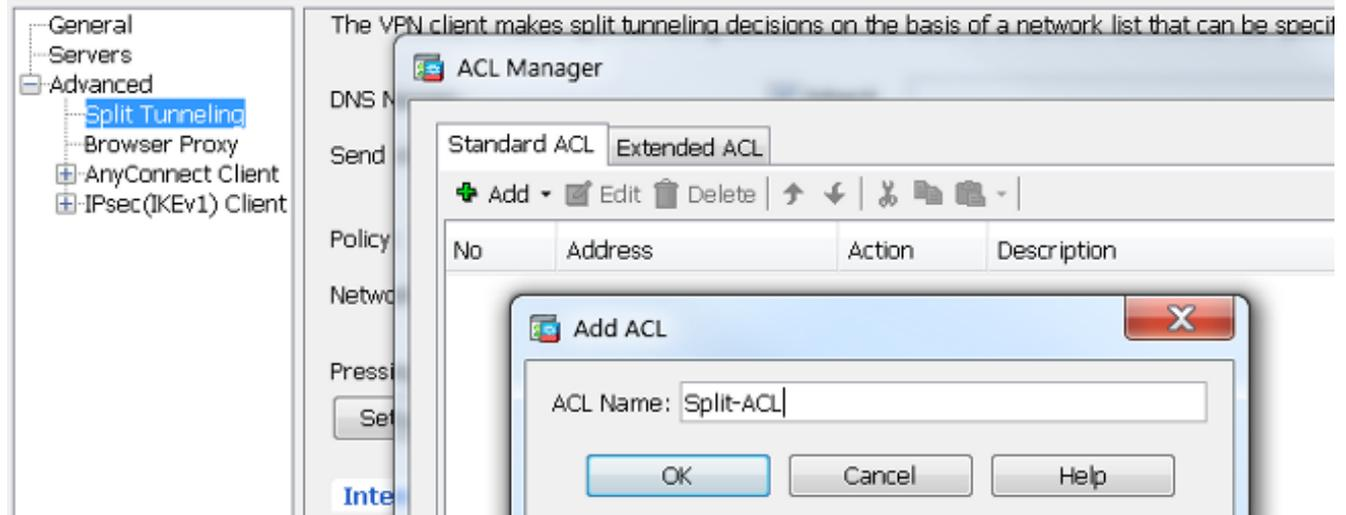 General
Servers
Advanced
Split Tunneling
Browser Proxy
AnyConnect Client
IPsec(IKEv1) Client
The VPN client makes split tunneling decisions on the basis of a network list that can be
DNS
Send
Policy
Pressi
Set
Inte
ACL Manager
Standard ACL Extended ACL
Add Edit Delete
No Address Action Description
Add ACL
ACL Name: Split-ACL
OK Cancel Help